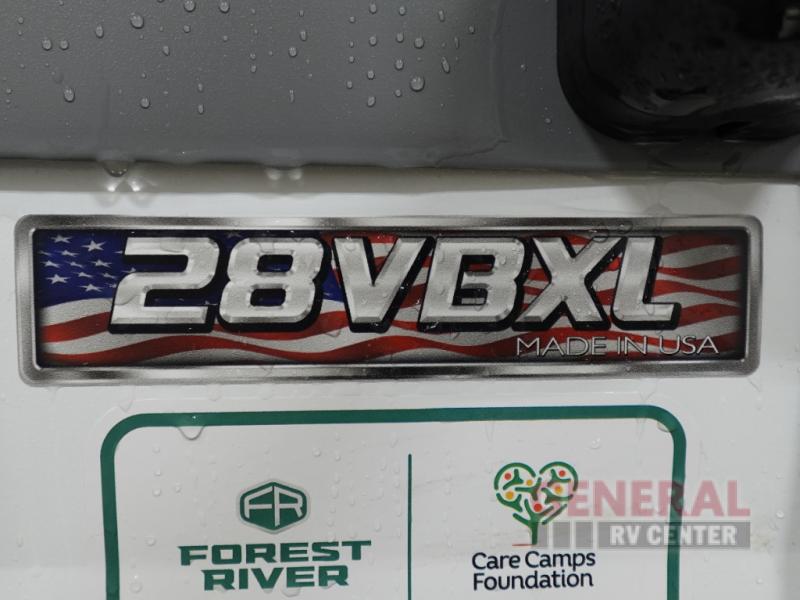 28VBXL
MADE IN USA
FR
FOREST
RIVER
Care Camps
Foundation
GENERAL
RV CENTER